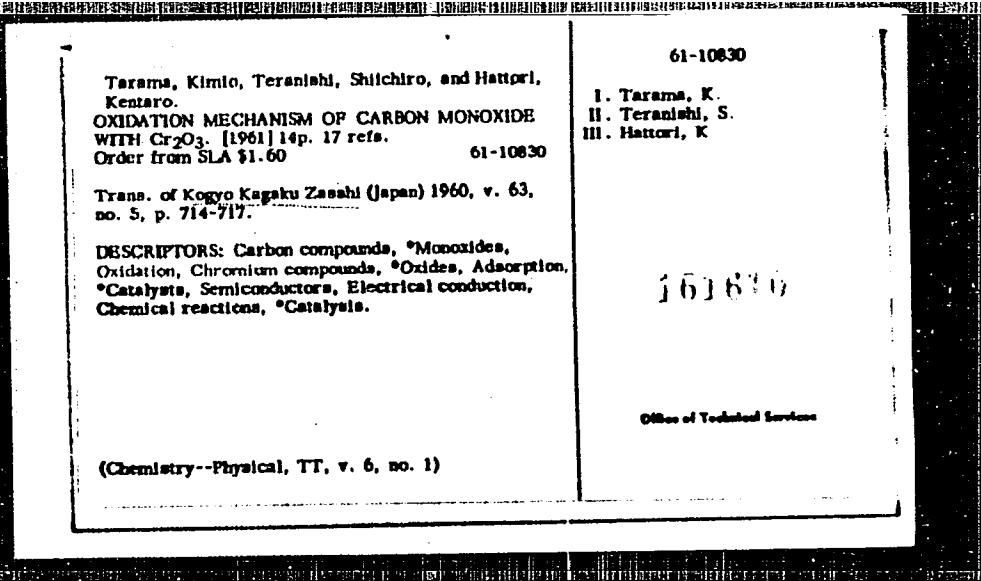 Tarama, Kimio, Teranishi, Shiichiro, and Hattori,
Kentaro.
OXIDATION MECHANISM OF CARBON MONOXIDE
WITH Cr2O3. [1961] 14p. 17 refs.
Order from SLA $1.60 61-10830
Trans. of Kogyo Kagaku Zasshi (Japan) 1960, v. 63,
no. 5, p. 714-717.
DESCRIPTORS: Carbon compounds, *Monoxides,
Oxidation, Chromium compounds, *Oxides, Adsorption,
*Catalysts, Semiconductors, Electrical conduction,
Chemical reactions, *Catalysis.
(Chemistry--Physical, TT, v. 6, no. 1)
61-10830
I. Tarama, K.
II. Teranishi, S.
III. Hattori, K
Office of Technical Services